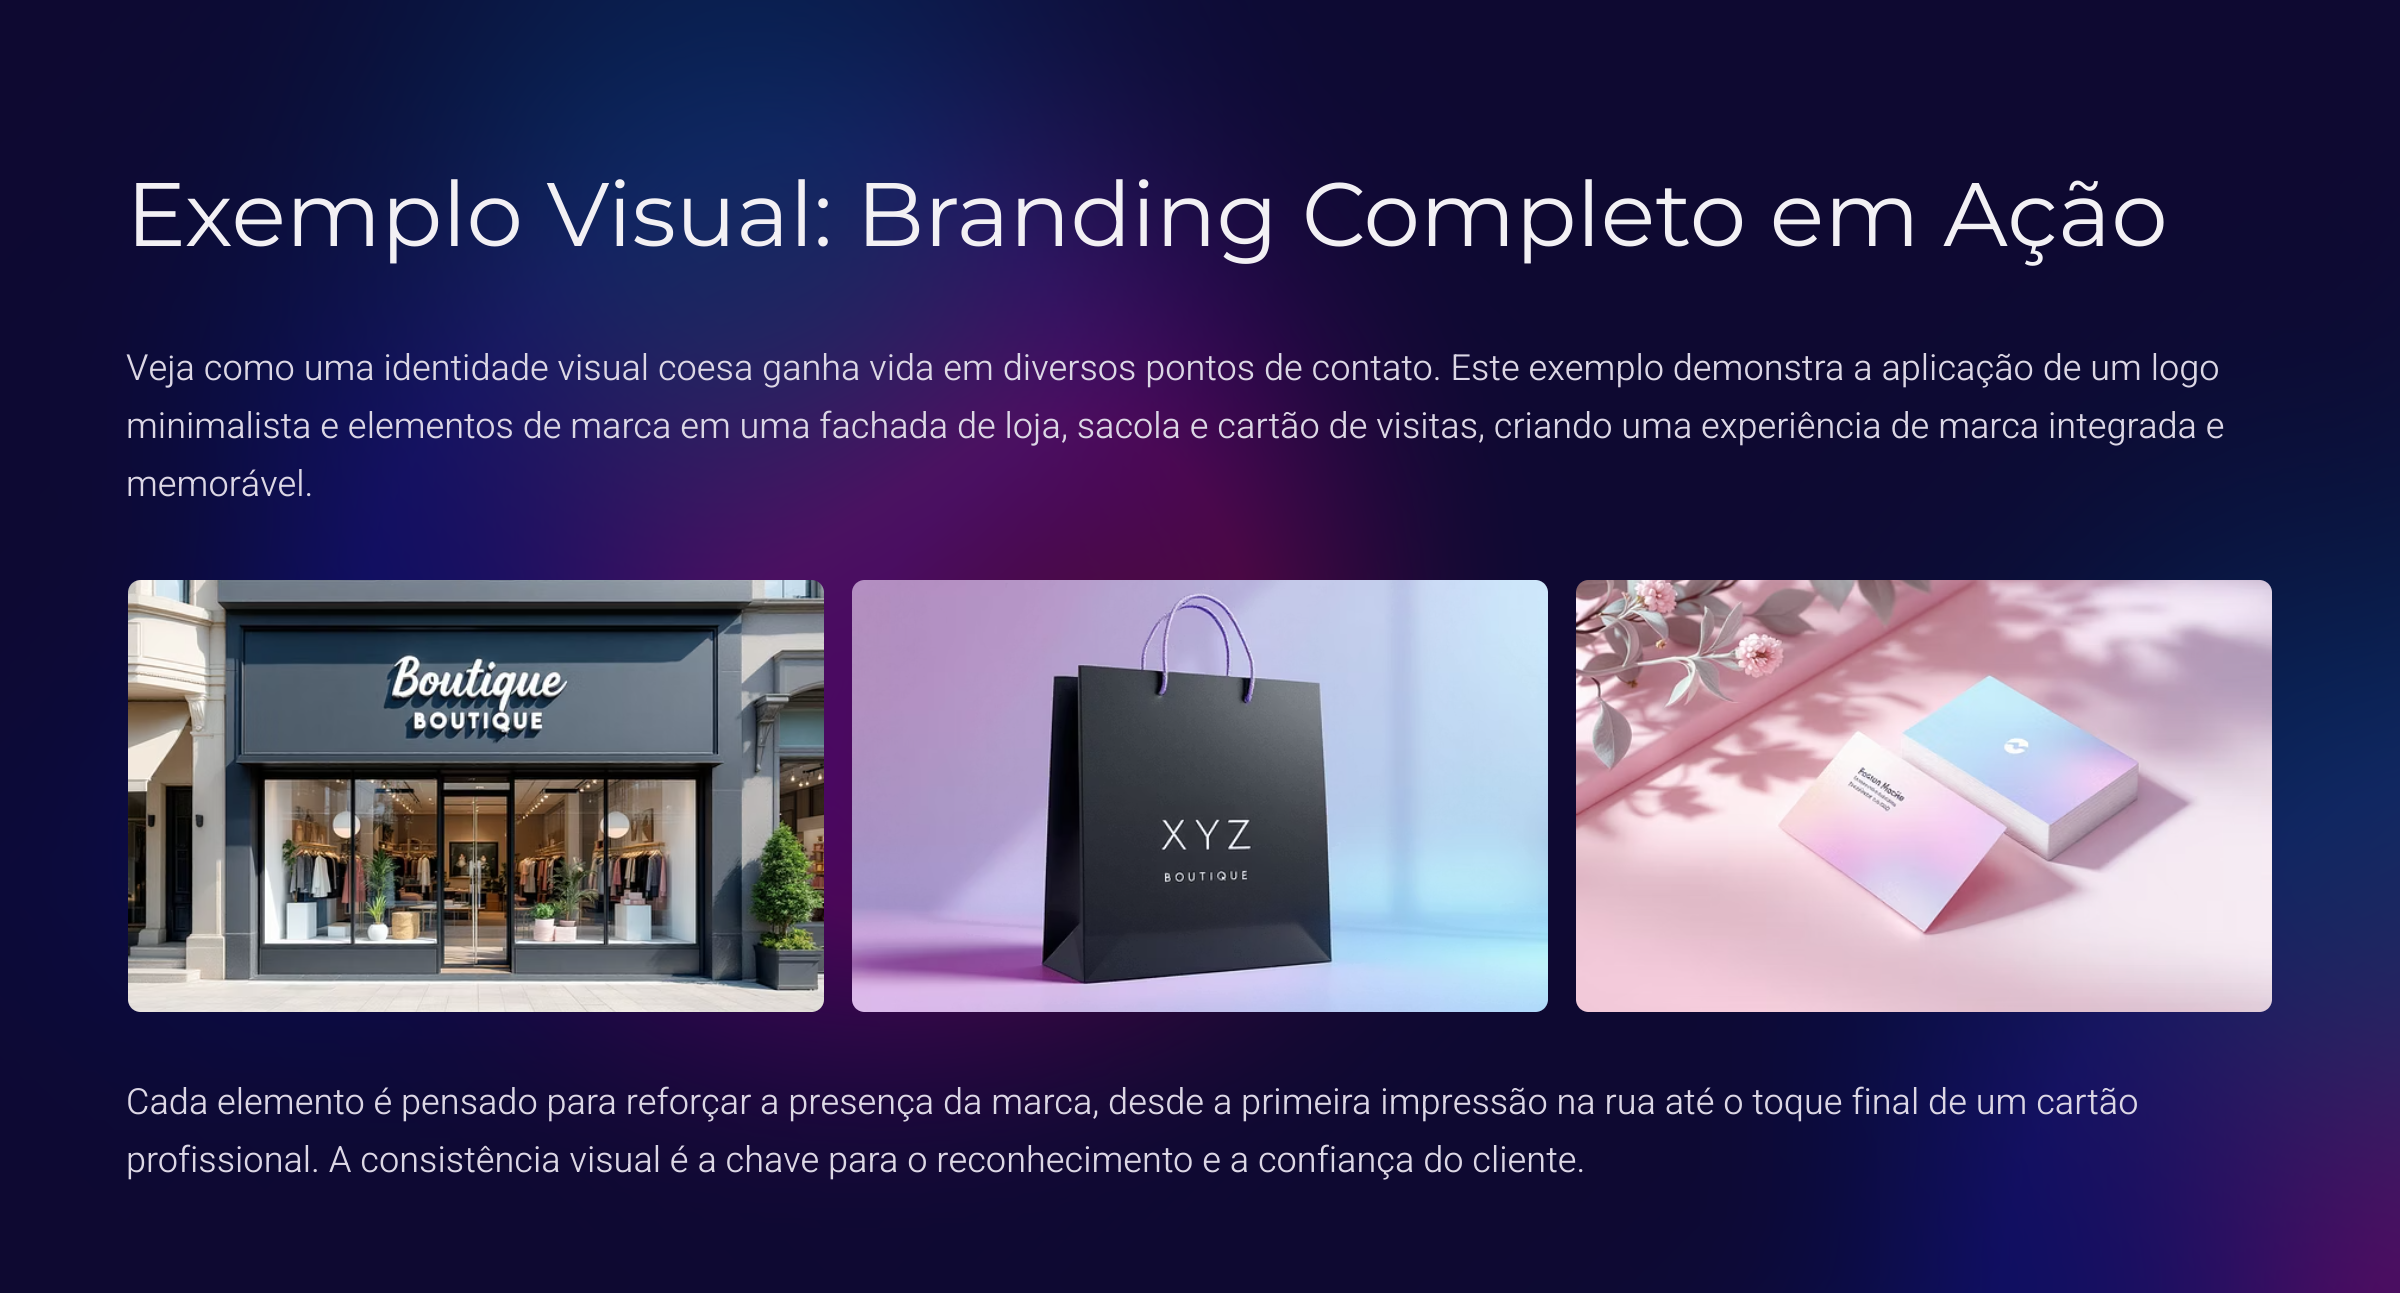 Exemplo Visual: Branding Completo em Ação
Veja como uma identidade visual coesa ganha vida em diversos pontos de contato. Este exemplo demonstra a aplicação de um logo
minimalista e elementos de marca em uma fachada de loja, sacola e cartão de visitas, criando uma experiência de marca integrada e
memorável.
Boutique
BOUTIQUE
XYZ
BOUTIQUE
Cada elemento é pensado para reforçar a presença da marca, desde a primeira impressão na rua até o toque final de um cartão
profissional. A consistência visual é a chave para o reconhecimento e a confiança do cliente.